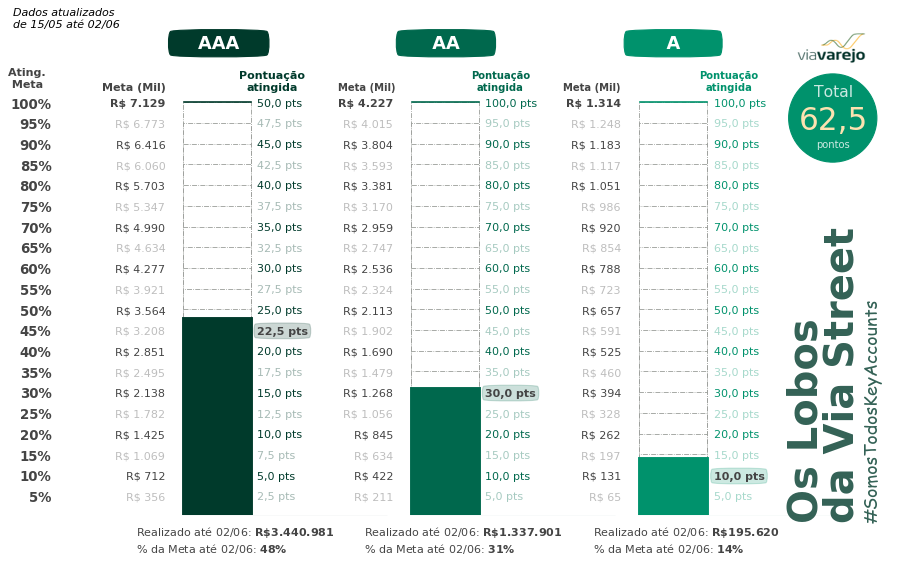 Dados atualizados
de 15/05 até 02/06
AAA
AA
A
viavarejo
Ating.
Meta
Meta (Mil)
Pontuação
atingida
Meta (Mil)
Pontuação
atingida
Meta (Mil)
Pontuação
atingida
Total
62,5
pontos
100% R$ 7.129 50,0 pts R$ 4.227 100,0 pts R$ 1.314 100,0 pts
95% R$ 6.773 47,5 pts R$ 4.015 95,0 pts R$ 1.248 95,0 pts
90% R$ 6.416 45,0 pts R$ 3.804 90,0 pts R$ 1.183 90,0 pts
85% R$ 6.060 42,5 pts R$ 3.593 85,0 pts R$ 1.117 85,0 pts
80% R$ 5.703 40,0 pts R$ 3.381 80,0 pts R$ 1.051 80,0 pts
75% R$ 5.347 37,5 pts R$ 3.170 75,0 pts R$ 986 75,0 pts
70% R$ 4.990 35,0 pts R$ 2.959 70,0 pts R$ 920 70,0 pts
65% R$ 4.634 32,5 pts R$ 2.747 65,0 pts R$ 854 65,0 pts
60% R$ 4.277 30,0 pts R$ 2.536 60,0 pts R$ 788 60,0 pts
55% R$ 3.921 27,5 pts R$ 2.324 55,0 pts R$ 723 55,0 pts
50% R$ 3.564 25,0 pts R$ 2.113 50,0 pts R$ 657 50,0 pts
45% R$ 3.208 22,5 pts R$ 1.902 45,0 pts R$ 591 45,0 pts
40% R$ 2.851 20,0 pts R$ 1.690 40,0 pts R$ 525 40,0 pts
35% R$ 2.495 17,5 pts R$ 1.479 35,0 pts R$ 460 35,0 pts
30% R$ 2.138 15,0 pts R$ 1.268 30,0 pts R$ 394 30,0 pts
25% R$ 1.782 12,5 pts R$ 1.056 25,0 pts R$ 328 25,0 pts
20% R$ 1.425 10,0 pts R$ 845 20,0 pts R$ 262 20,0 pts
15% R$ 1.069 7,5 pts R$ 634 15,0 pts R$ 197 15,0 pts
10% R$ 712 5,0 pts R$ 422 10,0 pts R$ 131 10,0 pts
5% R$ 356 2,5 pts R$ 211 5,0 pts R$ 65 5,0 pts
Realizado até 02/06: R$3.440.981
% da Meta até 02/06: 48%
Realizado até 02/06: R$1.337.901
% da Meta até 02/06: 31%
Realizado até 02/06: R$195.620
% da Meta até 02/06: 14%
Os Lobos
da Via Street
#SomosTodosKeyAccounts